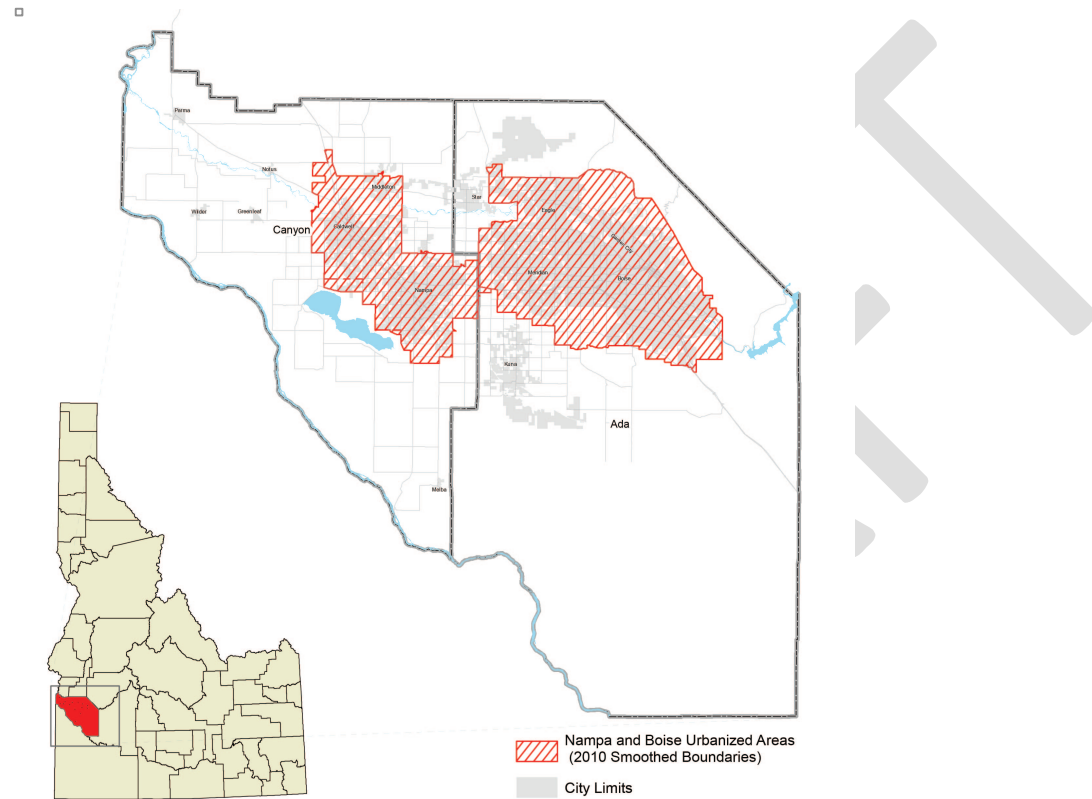 Parma
Notus
Middleton
Star
Eagle
Wilder
Greenleaf
Canyon
Caldwell
Garden City
Meridian
Boise
Nampa
Kuna
Ada
Melba
Nampa and Boise Urbanized Areas
(2010 Smoothed Boundaries)
City Limits